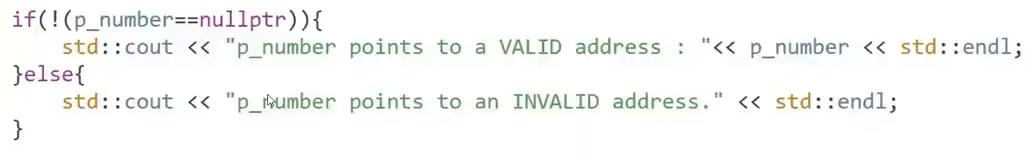 if(!(p_number==nullptr)){
    std::cout << "p_number points to a VALID address : "<< p_number << std::endl;
}else{
    std::cout << "p_number points to an INVALID address." << std::endl;
}